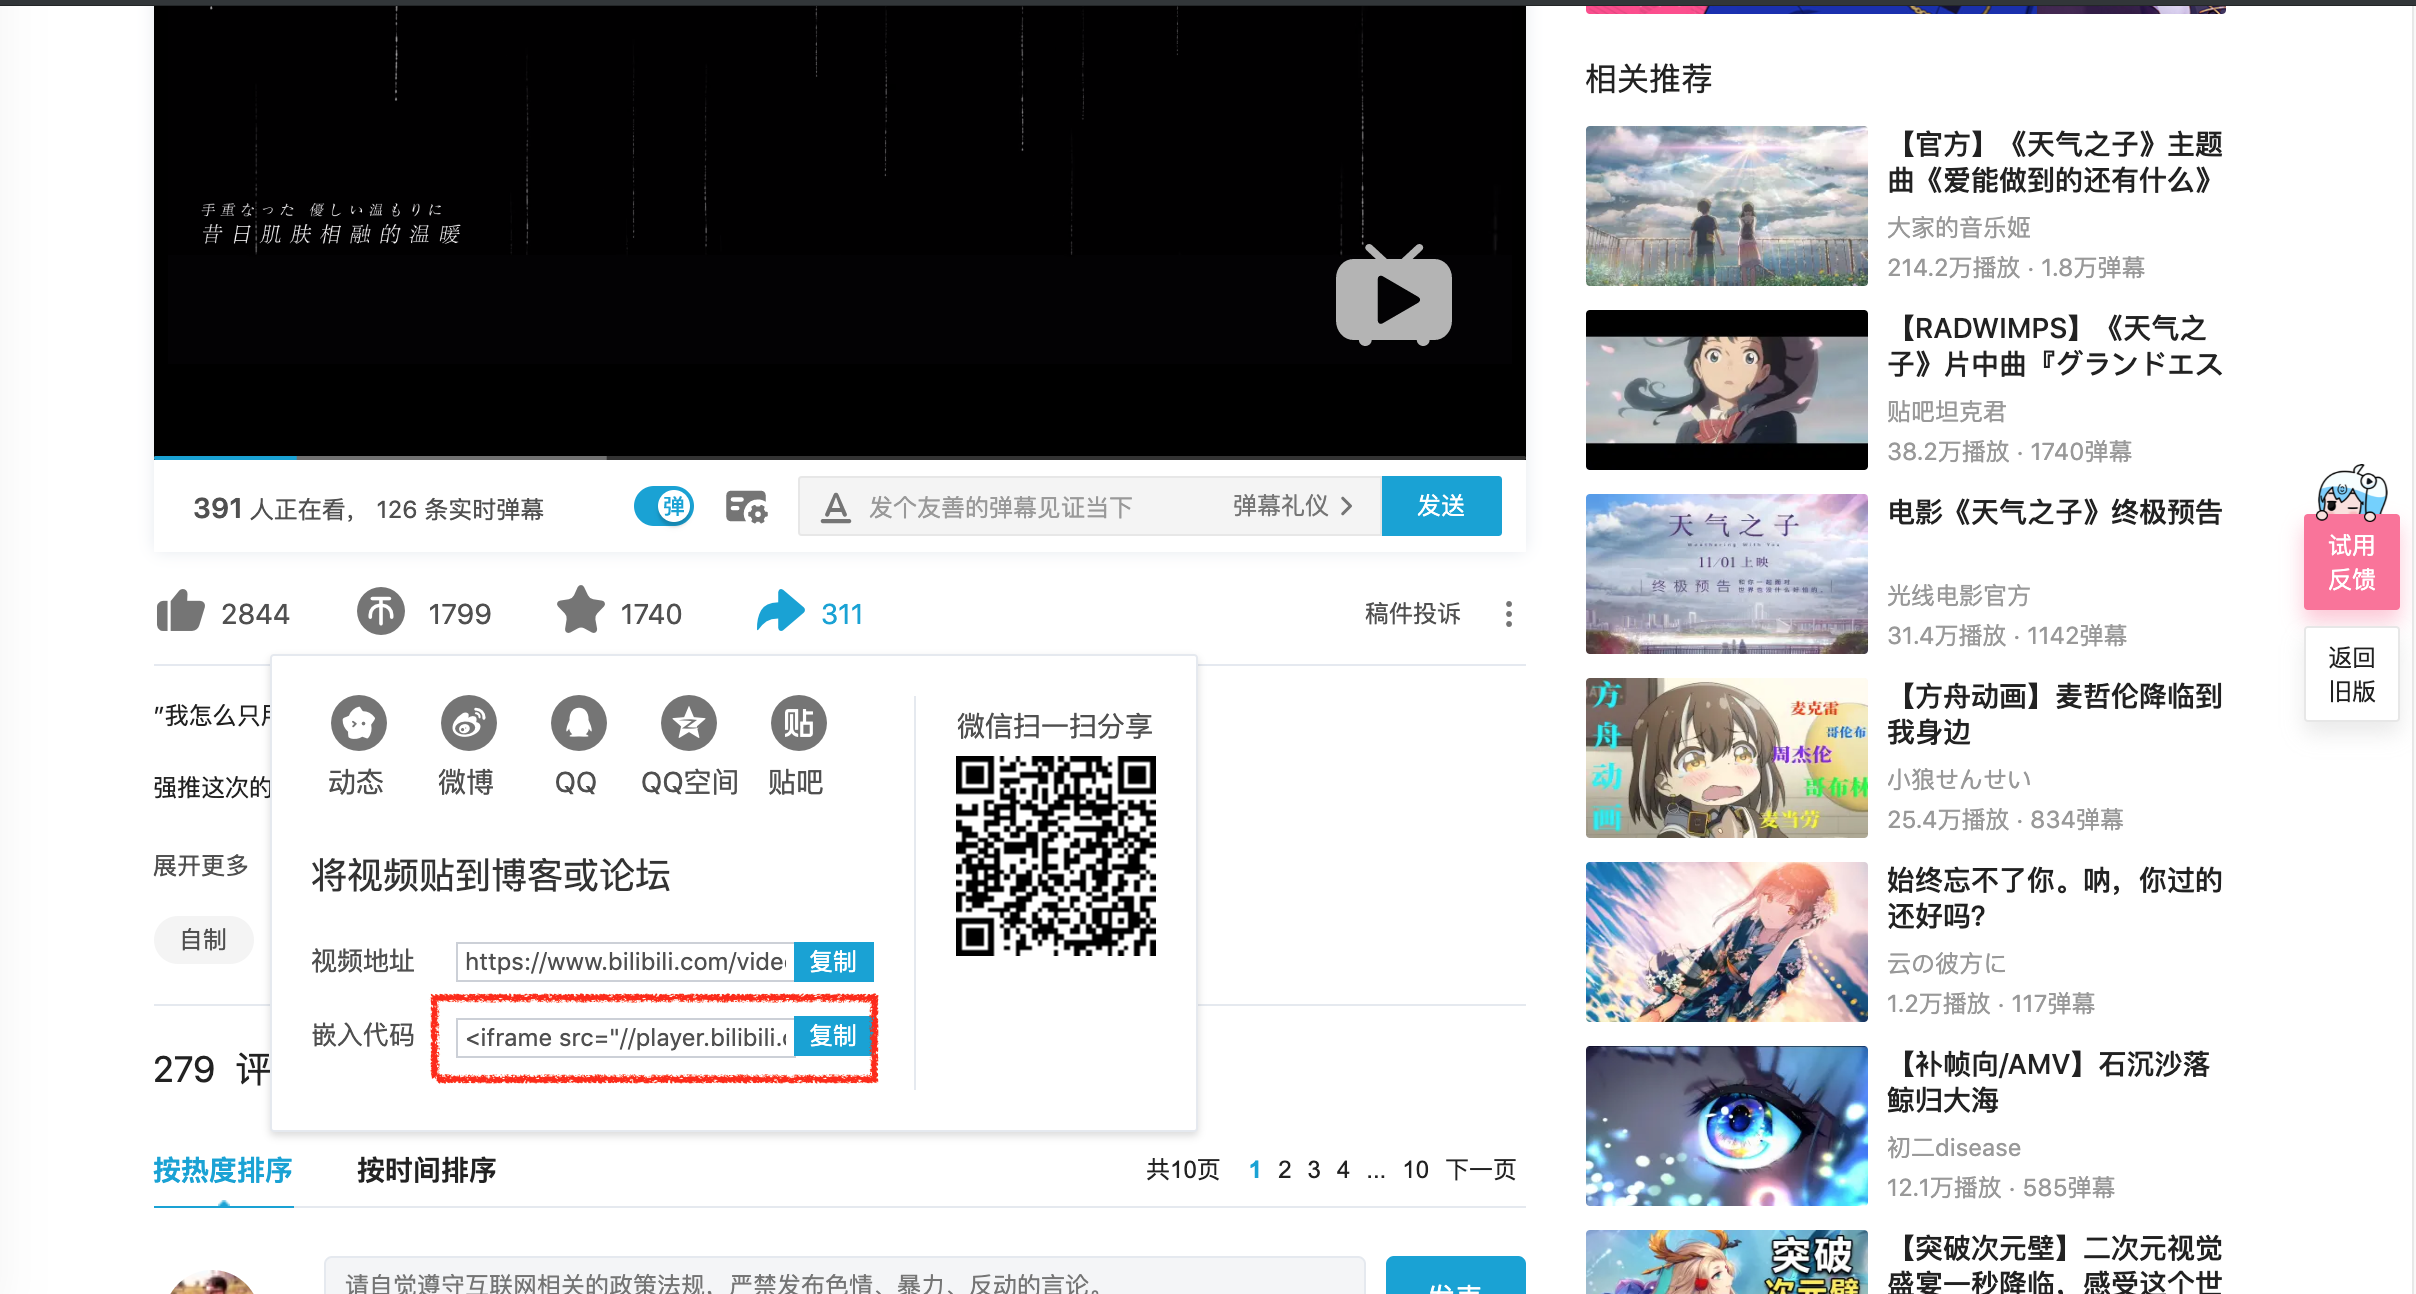 手重なった 優しい温もりに
昔日肌肤相融的温暖
391 人正在看， 126 条实时弹幕
弹
发个友善的弹幕见证当下
弹幕礼仪
发送
2844
1799
1740
311
稿件投诉
"我怎么只
强推这次的
展开更多
自制
279 评
动态
微博
QQ
QQ空间
贴
贴吧
将视频贴到博客或论坛
视频地址
https://www.bilibili.com/vide
复制
嵌入代码
<iframe src="//player.bilibili.
复制
微信扫一扫分享
按热度排序
按时间排序
共10页 1 2 3 4 ... 10 下一页
请自觉遵守互联网相关的政策法规，严禁发布色情、暴力、反动的言论。
发表
相关推荐
【官方】《天气之子》主题
曲《爱能做到的还有什么》
大家的音乐姬
214.2万播放 · 1.8万弹幕
【RADWIMPS】《天气之
子》片中曲『グランドエス
贴吧坦克君
38.2万播放 · 1740弹幕
天气之子
Weathering With You
11/01上映
终极预告
电影《天气之子》终极预告
光线电影官方
31.4万播放 · 1142弹幕
方舟动画
麦克雷
哥伦布
周杰伦
哥布林
麦当劳
【方舟动画】麦哲伦降临到
我身边
小狼せんせい
25.4万播放 · 834弹幕
始终忘不了你。呐，你过的
还好吗?
云の彼方に
1.2万播放 · 117弹幕
【补帧向/AMV】石沉沙落
鲸归大海
初二disease
12.1万播放 · 585弹幕
突破
次元壁
【突破次元壁】二次元视觉
盛宴一秒降临，感受这个世
试用
反馈
返回
旧版